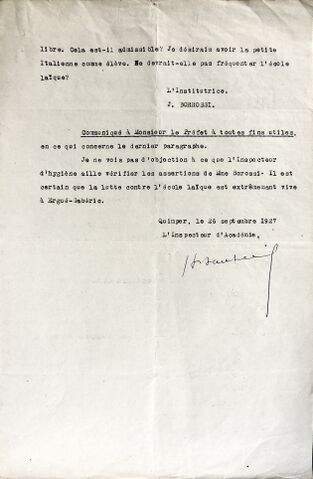 libre. Cela est-il admissible? Je désirais avoir la petite
Italienne comme élève. Ne devrait-elle pas fréquenter l'école
laïque?
L'Institutrice.
J. BOROSSI.
Communiqué à Monsieur le Préfet à toutes fins utiles,
en ce qui concerne le dernier paragraphe.
Je ne vois pas d'objection à ce que l'Inspecteur
d'hygiène aille vérifier les assertions de Mme Borossi. Il est
certain que la lutte contre l'école laïque est extrêmement vive
à Ergué-Gabéric.
Quimper, le 26 septembre 1927
L'Inspecteur d'Académie,